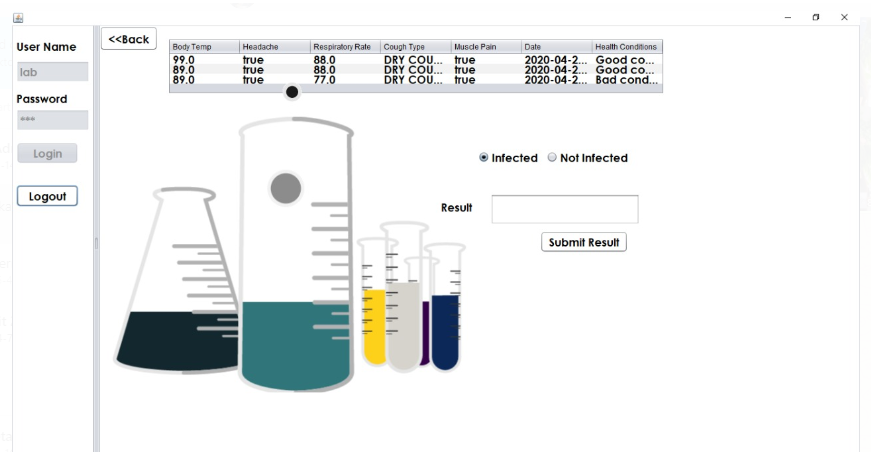 <<Back
User Name
lab
Password
***
Login
Logout
Body Temp Headache Respiratory Rate Cough Type Muscle Pain Date Health Conditions
99.0 true 88.0 DRY COU... true 2020-04-2... Good co...
89.0 true 88.0 DRY COU... true 2020-04-2... Good co...
89.0 true 77.0 DRY COU... true 2020-04-2... Bad cond...
Infected Not Infected
Result
Submit Result